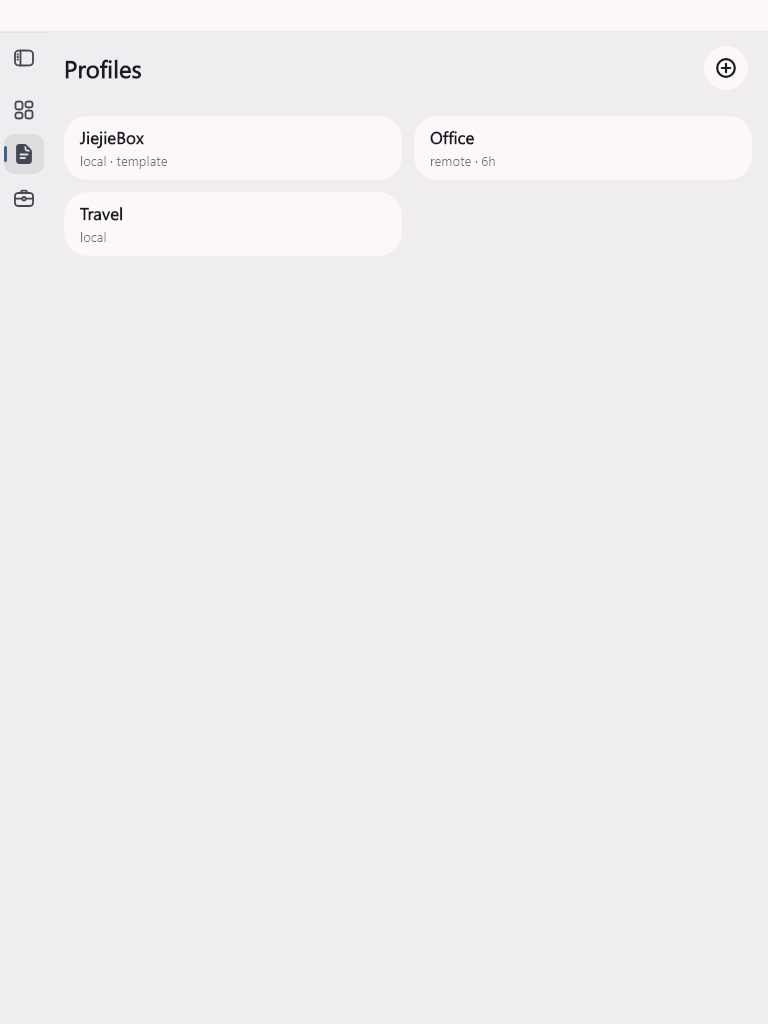 Profiles
JiejieBox
local · template
Office
remote · 6h
Travel
local